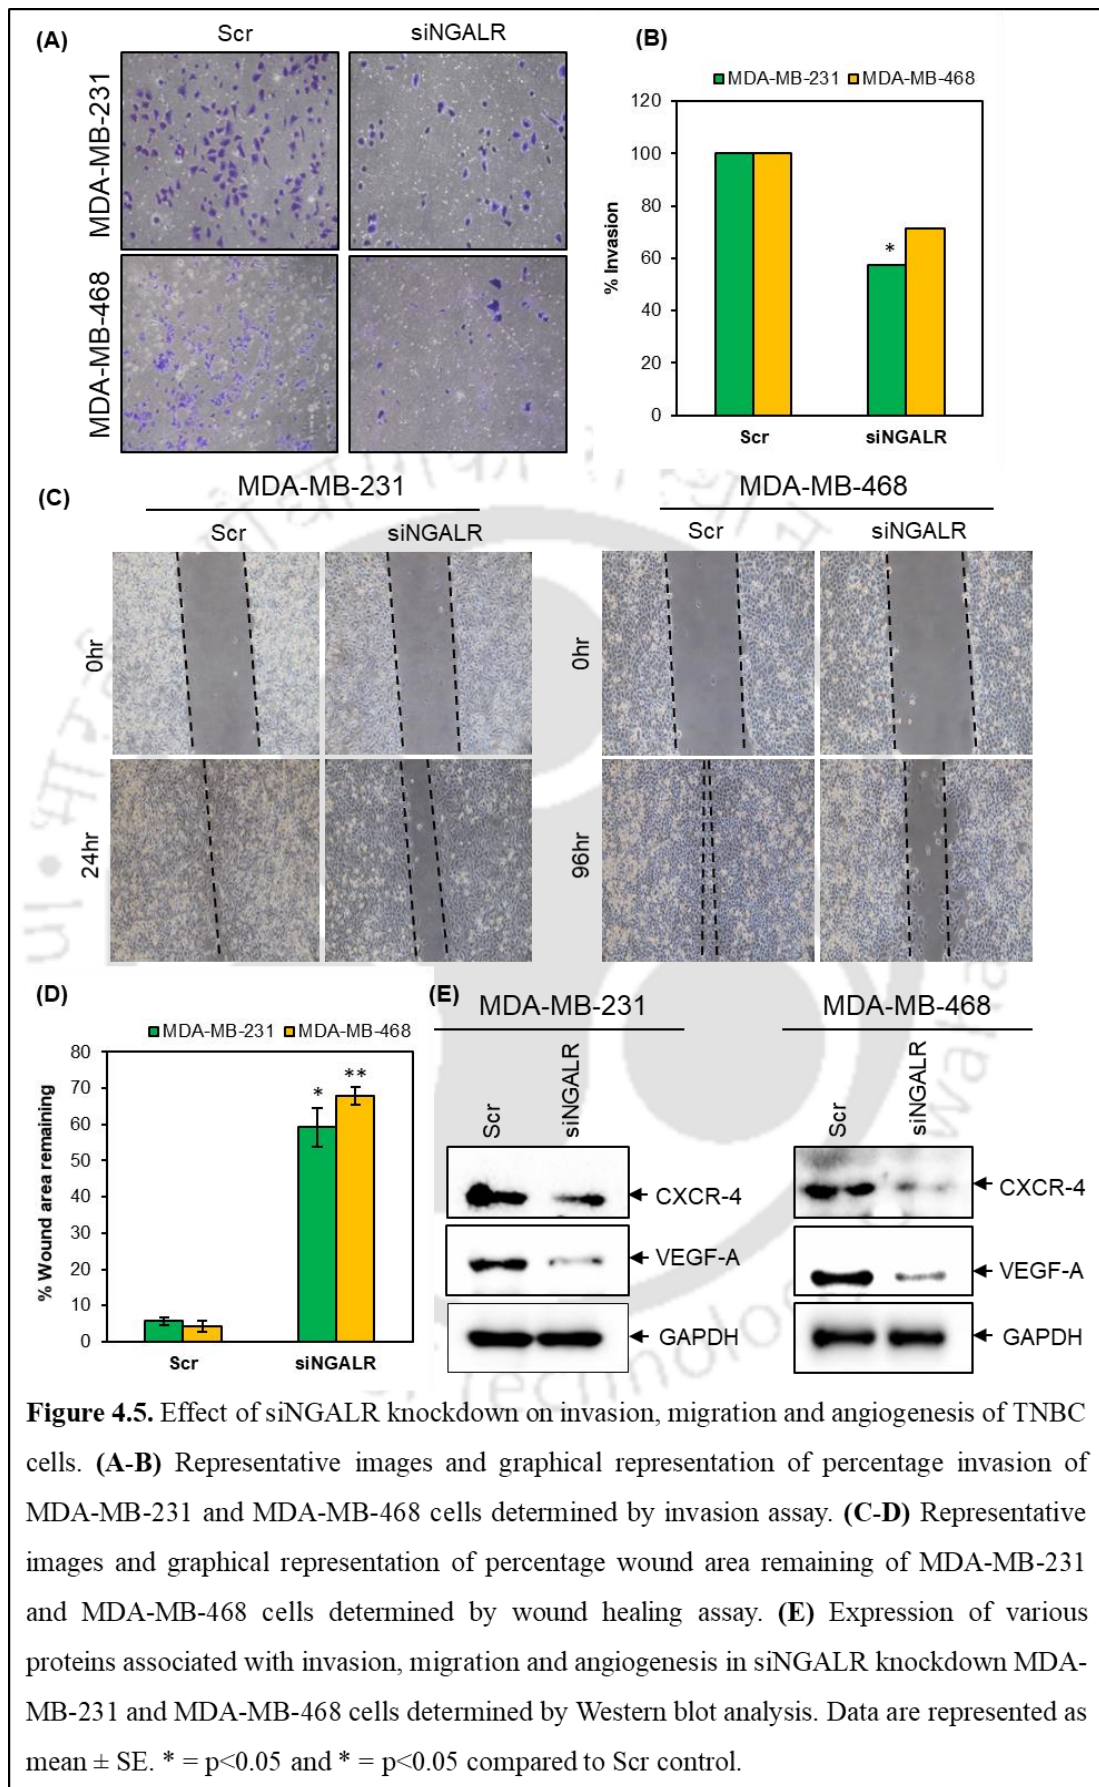 (A)
Scr
siNGALR
MDA-MB-231
MDA-MB-468
(B)
MDA-MB-231 MDA-MB-468
120
100
80
60
40
20
0
% Invasion
*
Scr
siNGALR
(C)
MDA-MB-231
Scr
siNGALR
0hr
24hr
MDA-MB-468
Scr
siNGALR
0hr
96hr
(D)
MDA-MB-231 MDA-MB-468
80
70
60
50
40
30
20
10
0
% Wound area remaining
*
**
Scr
siNGALR
(E)
MDA-MB-231
Scr
siNGALR
CXCR-4
VEGF-A
GAPDH
MDA-MB-468
Scr
siNGALR
CXCR-4
VEGF-A
GAPDH
Figure 4.5. Effect of siNGALR knockdown on invasion, migration and angiogenesis of TNBC
cells. (A-B) Representative images and graphical representation of percentage invasion of
MDA-MB-231 and MDA-MB-468 cells determined by invasion assay. (C-D) Representative
images and graphical representation of percentage wound area remaining of MDA-MB-231
and MDA-MB-468 cells determined by wound healing assay. (E) Expression of various
proteins associated with invasion, migration and angiogenesis in siNGALR knockdown MDA-
MB-231 and MDA-MB-468 cells determined by Western blot analysis. Data are represented as
mean ± SE. * = p<0.05 and * = p<0.05 compared to Scr control.